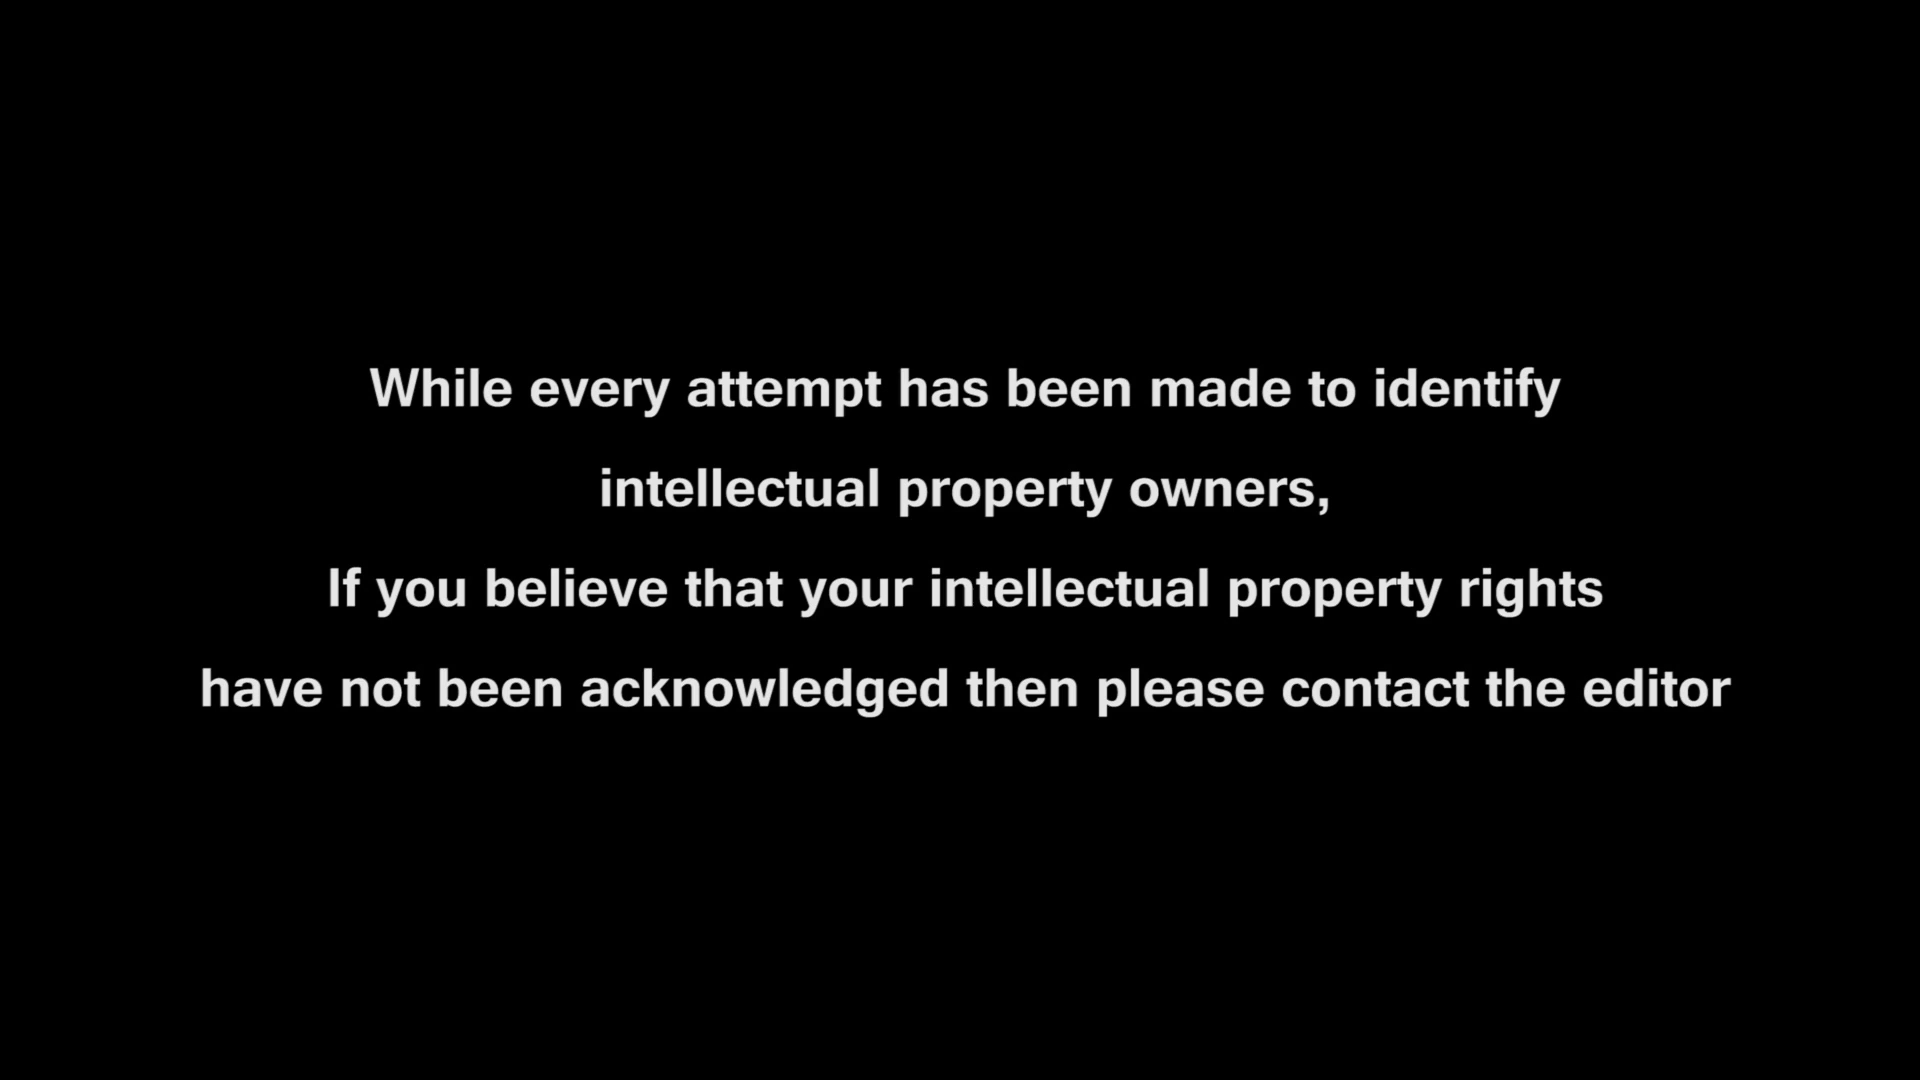 While every attempt has been made to identify
intellectual property owners,
If you believe that your intellectual property rights
have not been acknowledged then please contact the editor